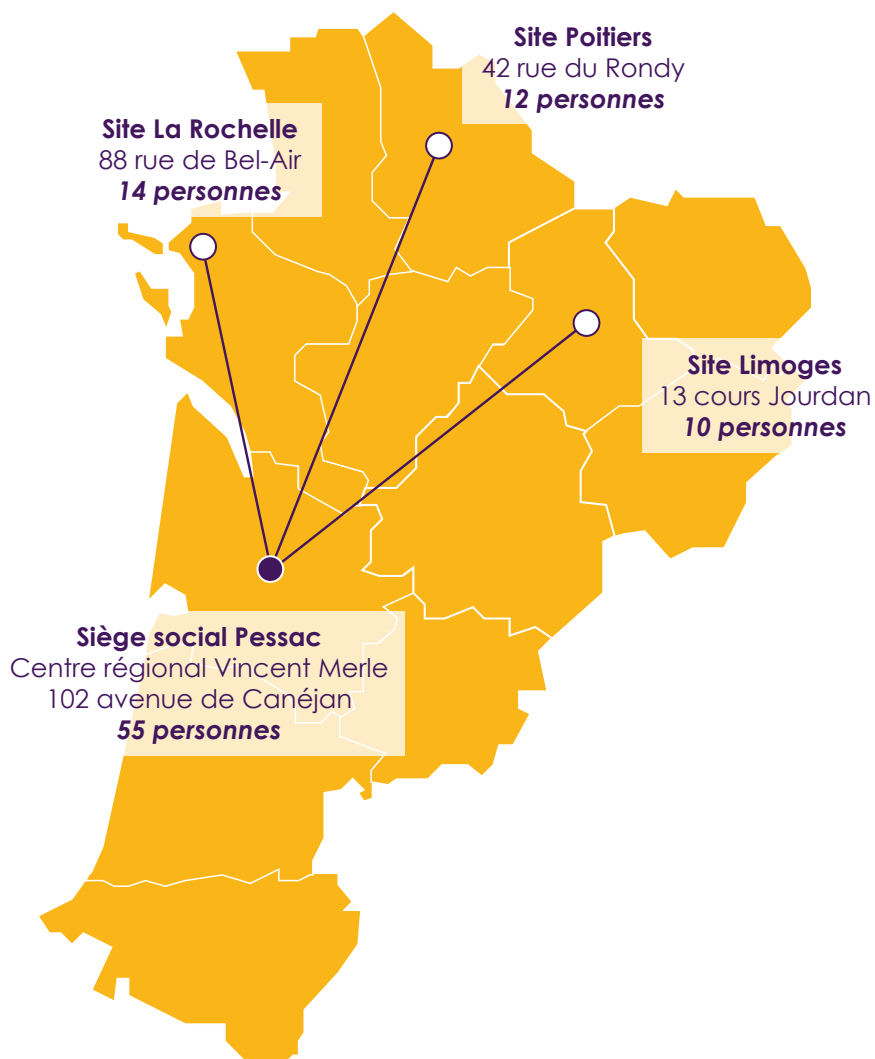 Site Poitiers
42 rue du Rondy
12 personnes
Site La Rochelle
88 rue de Bel-Air
14 personnes
Site Limoges
13 cours Jourdan
10 personnes
Siège social Pessac
Centre régional Vincent Merle
102 avenue de Canéjan
55 personnes